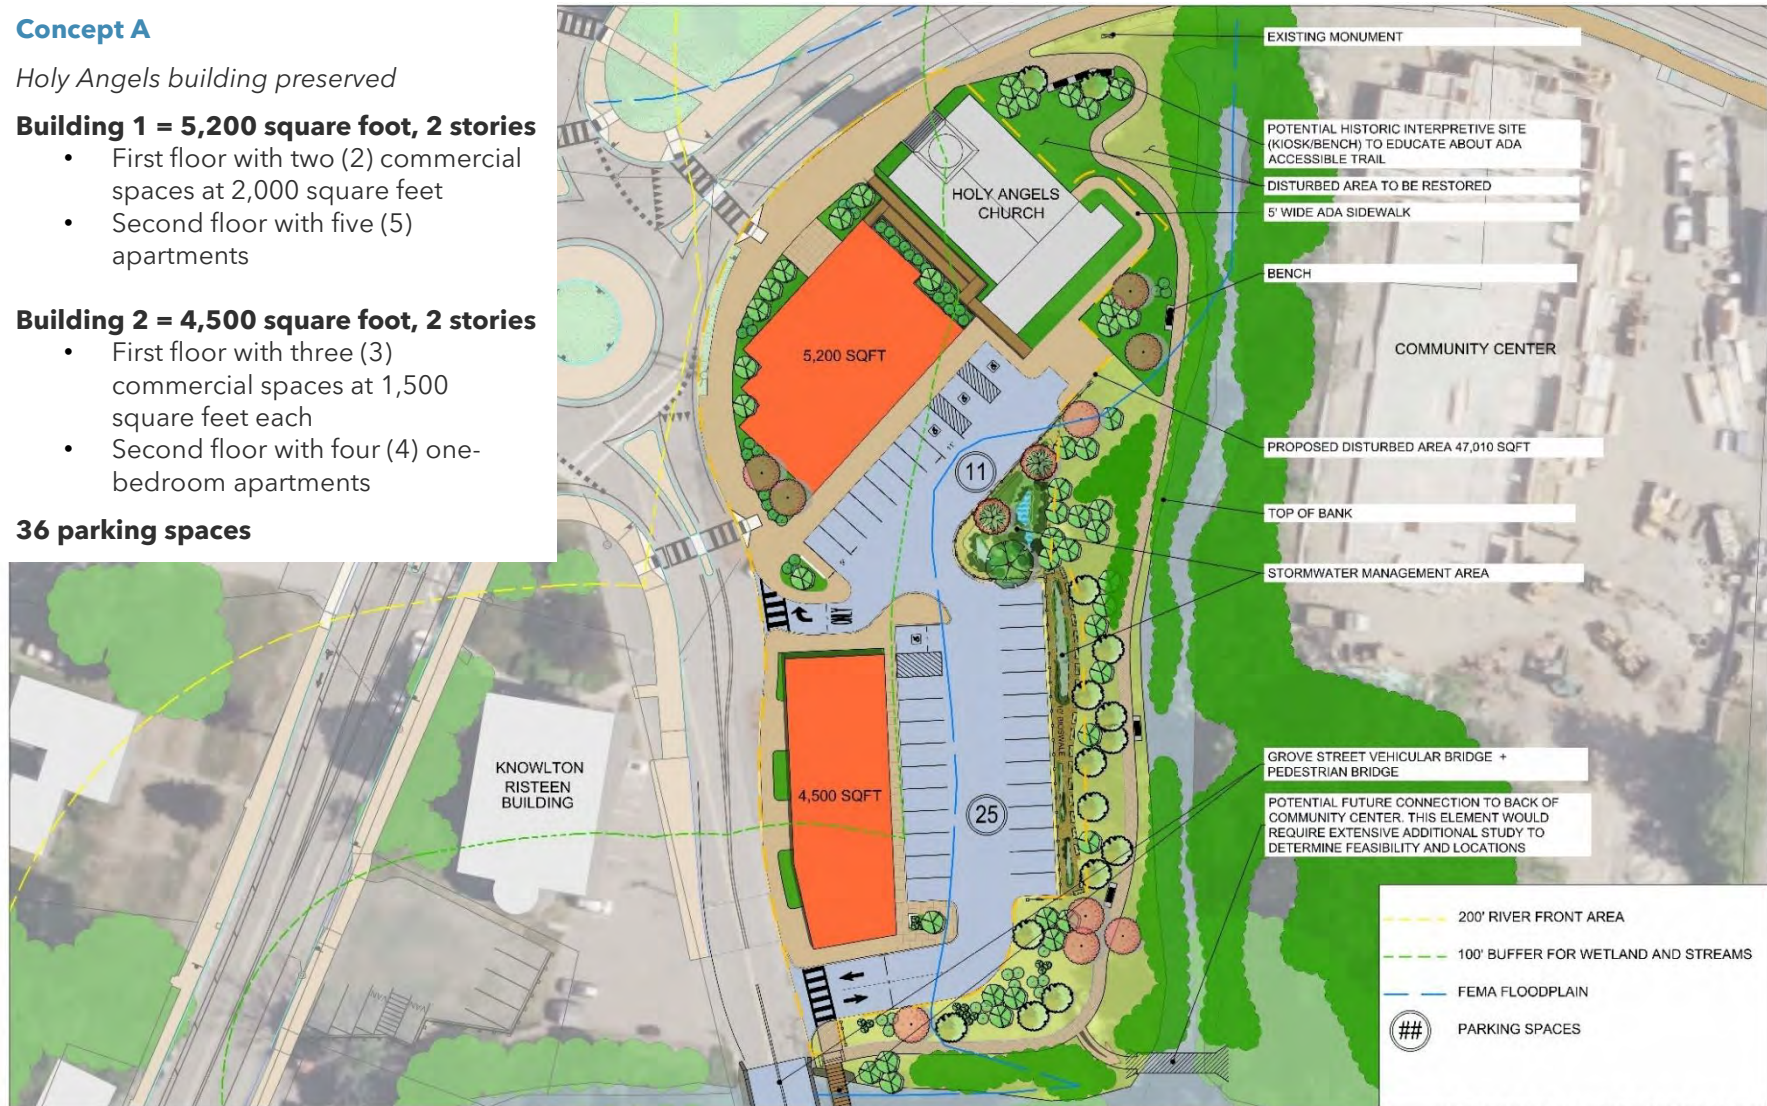 Concept A
Holy Angels building preserved
Building 1 = 5,200 square foot, 2 stories
• First floor with two (2) commercial
spaces at 2,000 square feet
• Second floor with five (5)
apartments
Building 2 = 4,500 square foot, 2 stories
• First floor with three (3)
commercial spaces at 1,500
square feet each
• Second floor with four (4) one-
bedroom apartments
36 parking spaces
EXISTING MONUMENT
POTENTIAL HISTORIC INTERPRETIVE SITE
(KIOSK/BENCH) TO EDUCATE ABOUT ADA
ACCESSIBLE TRAIL
DISTURBED AREA TO BE RESTORED
5' WIDE ADA SIDEWALK
BENCH
PROPOSED DISTURBED AREA 47,010 SQFT
TOP OF BANK
STORMWATER MANAGEMENT AREA
GROVE STREET VEHICULAR BRIDGE +
PEDESTRIAN BRIDGE
POTENTIAL FUTURE CONNECTION TO BACK OF
COMMUNITY CENTER. THIS ELEMENT WOULD
REQUIRE EXTENSIVE ADDITIONAL STUDY TO
DETERMINE FEASIBILITY AND LOCATIONS
HOLY ANGELS
CHURCH
5,200 SQFT
COMMUNITY CENTER
11
ONLY
KNOWLTON
RISTEEN
BUILDING
4,500 SQFT
25
VAN
VAN
200' RIVER FRONT AREA
100' BUFFER FOR WETLAND AND STREAMS
FEMA FLOODPLAIN
## PARKING SPACES